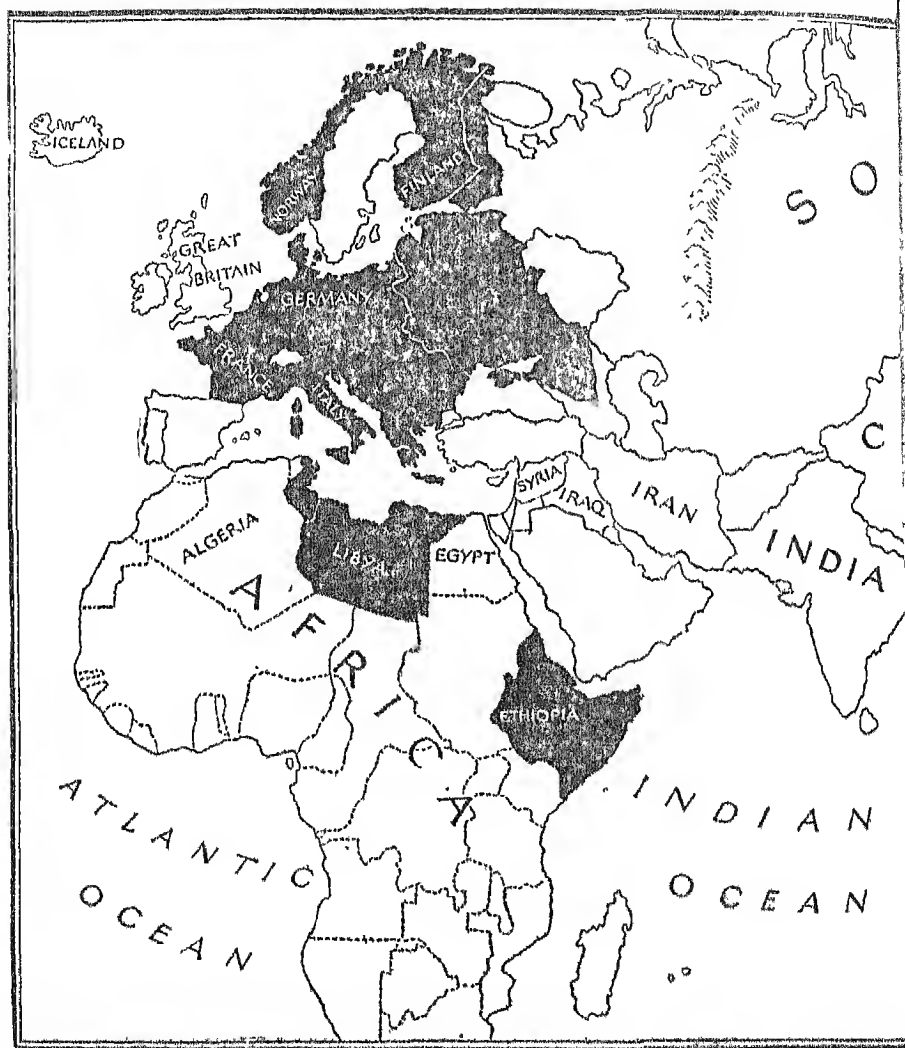 ICELAND
NORWAY
FINLAND
S O
GREAT
BRITAIN
GERMANY
FRANCE
ITALY
C
SYRIA
IRAQ
IRAN
INDIA
ALGERIA
LIBYA
EGYPT
AFRICA
ETHIOPIA
ATLANTIC
OCEAN
INDIAN
OCEAN